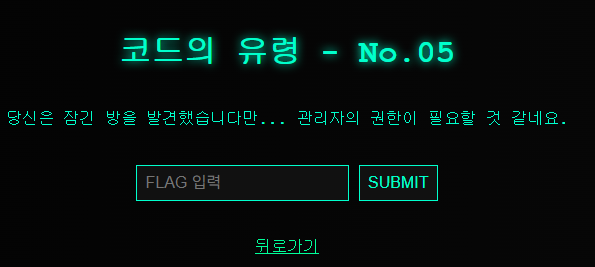 코드의 유령 - No.05
당신은 잠긴 방을 발견했습니다만... 관리자의 권한이 필요할 것 같네요.
FLAG 입력
SUBMIT
뒤로가기